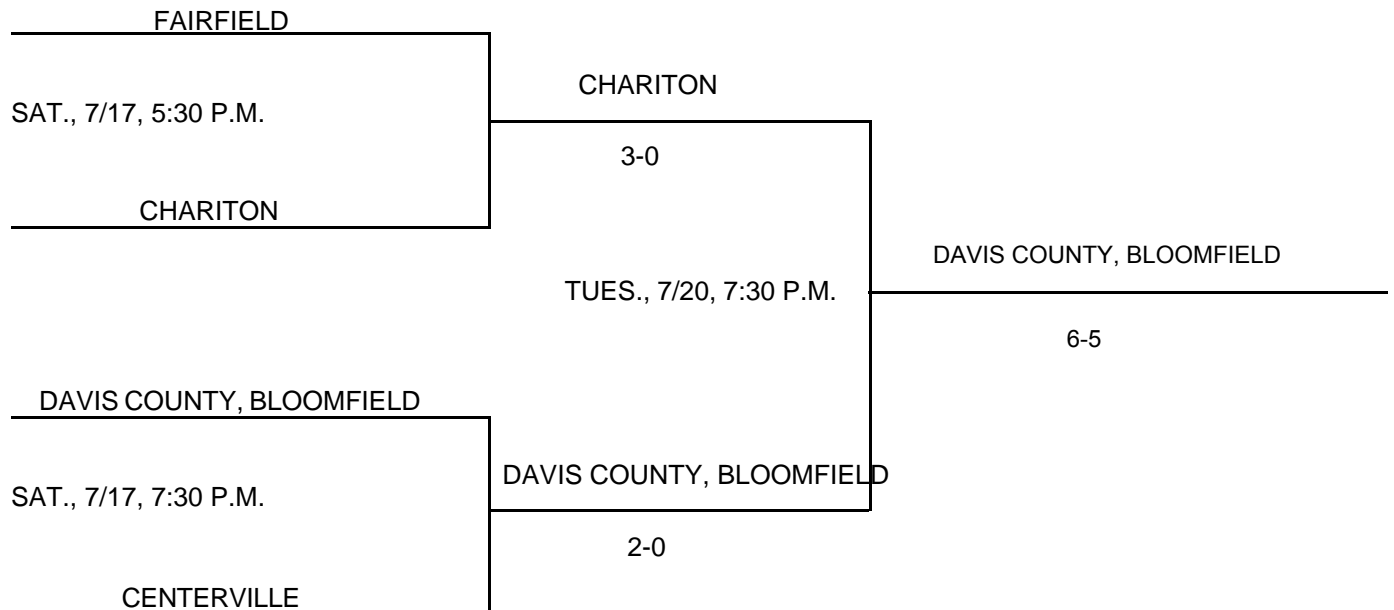 FAIRFIELD
SAT., 7/17, 5:30 P.M.
CHARITON
CHARITON
3-0
TUES., 7/20, 7:30 P.M.
DAVIS COUNTY, BLOOMFIELD
6-5
DAVIS COUNTY, BLOOMFIELD
SAT., 7/17, 7:30 P.M.
DAVIS COUNTY, BLOOMFIELD
2-0
CENTERVILLE